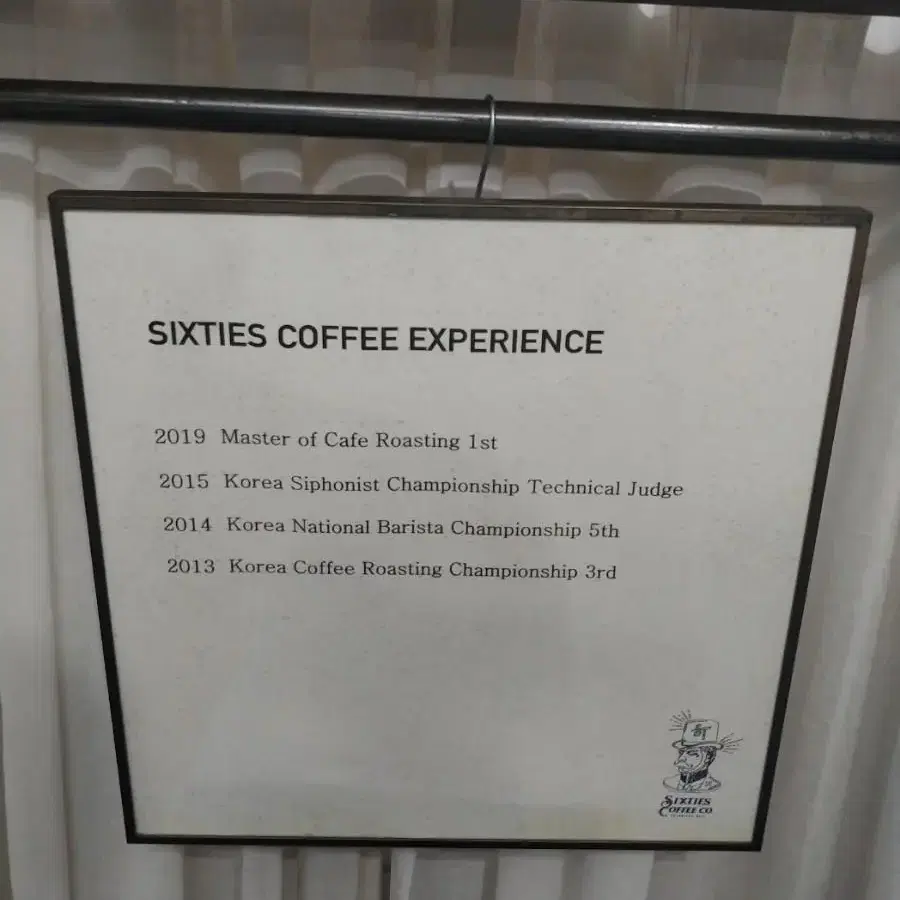 SIXTIES COFFEE EXPERIENCE
2019 Master of Cafe Roasting 1st
2015 Korea Siphonist Championship Technical Judge
2014 Korea National Barista Championship 5th
2013 Korea Coffee Roasting Championship 3rd
SIXTIES
COFFEE CO.